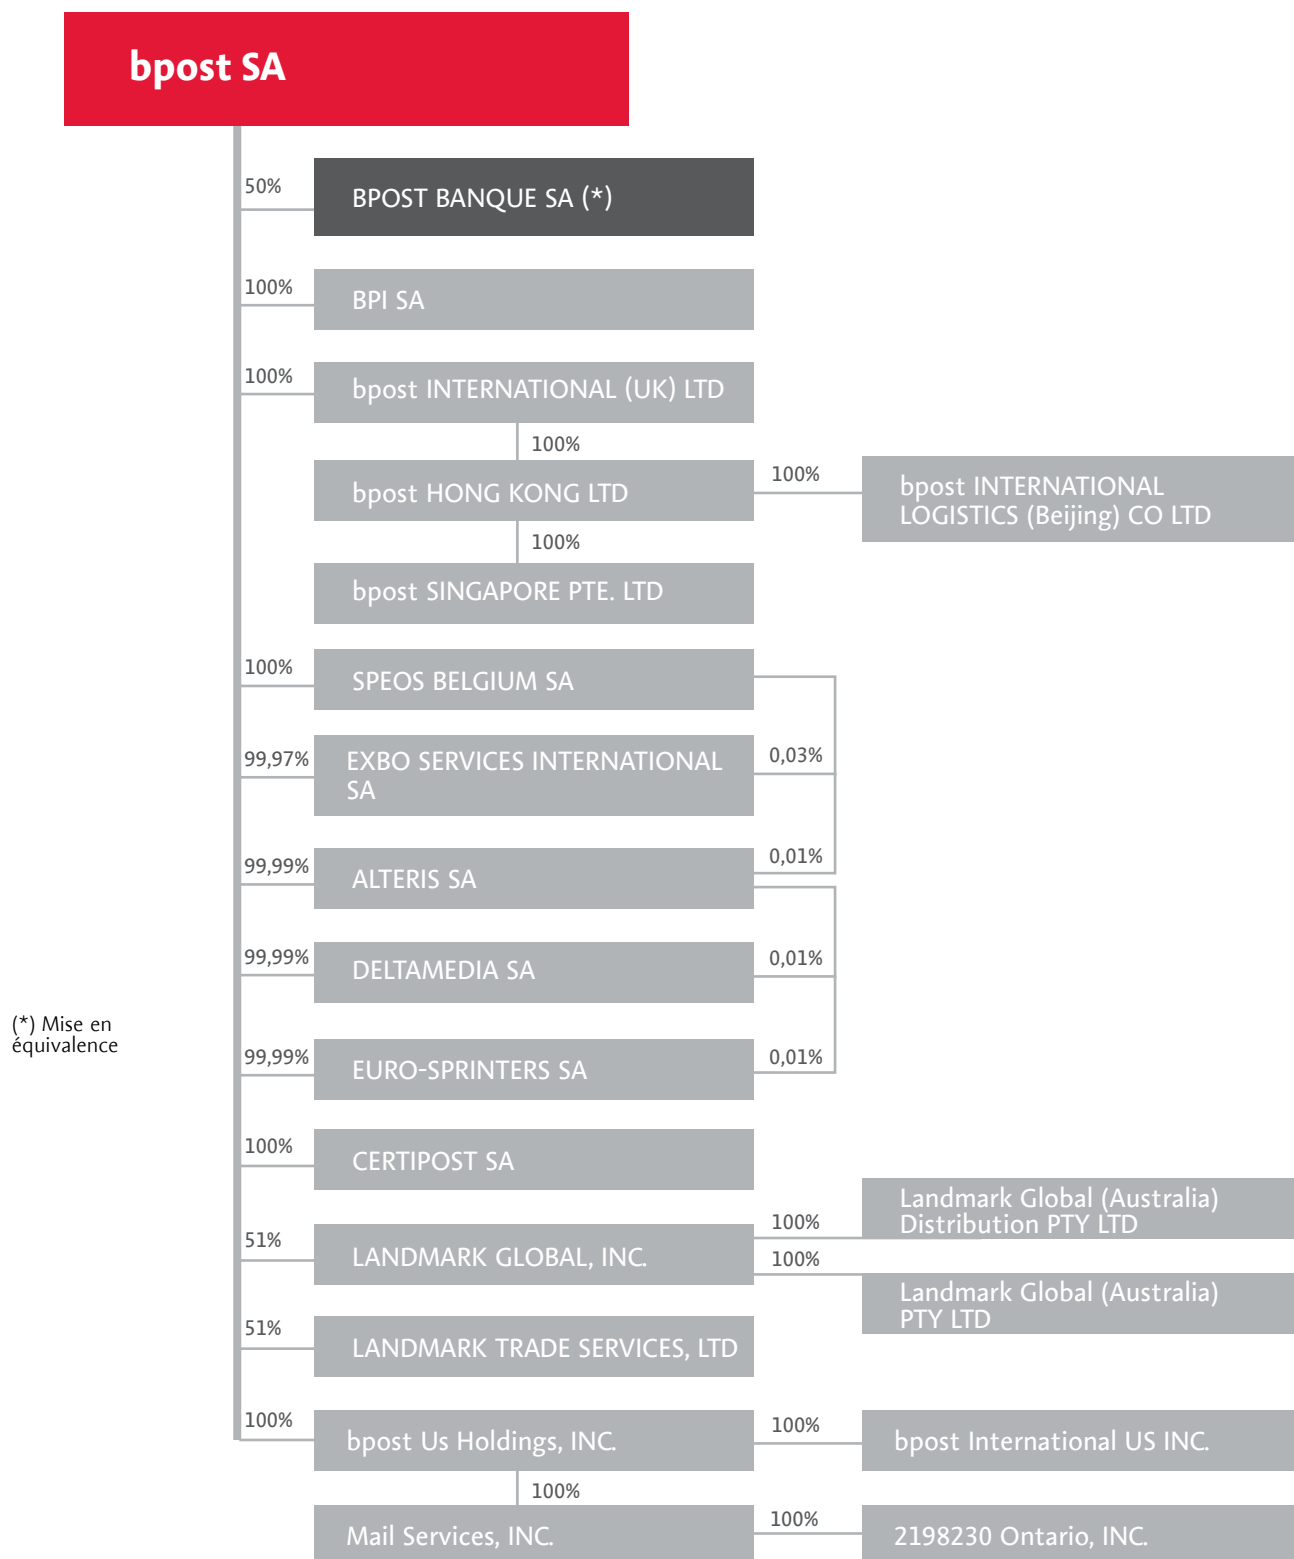 bpost SA
50%
BPOST BANQUE SA (*)
100%
BPI SA
100%
bpost INTERNATIONAL (UK) LTD
100%
bpost HONG KONG LTD
100%
bpost INTERNATIONAL
LOGISTICS (Beijing) CO LTD
100%
bpost SINGAPORE PTE. LTD
100%
SPEOS BELGIUM SA
99,97%
EXBO SERVICES INTERNATIONAL
SA
0,03%
99,99%
ALTERIS SA
0,01%
99,99%
DELTAMEDIA SA
0,01%
(*) Mise en
équivalence
99,99%
EURO-SPRINTERS SA
0,01%
100%
CERTIPOST SA
51%
LANDMARK GLOBAL, INC.
100%
Landmark Global (Australia)
Distribution PTY LTD
100%
Landmark Global (Australia)
PTY LTD
51%
LANDMARK TRADE SERVICES, LTD
100%
bpost Us Holdings, INC.
100%
bpost International US INC.
100%
Mail Services, INC.
100%
2198230 Ontario, INC.